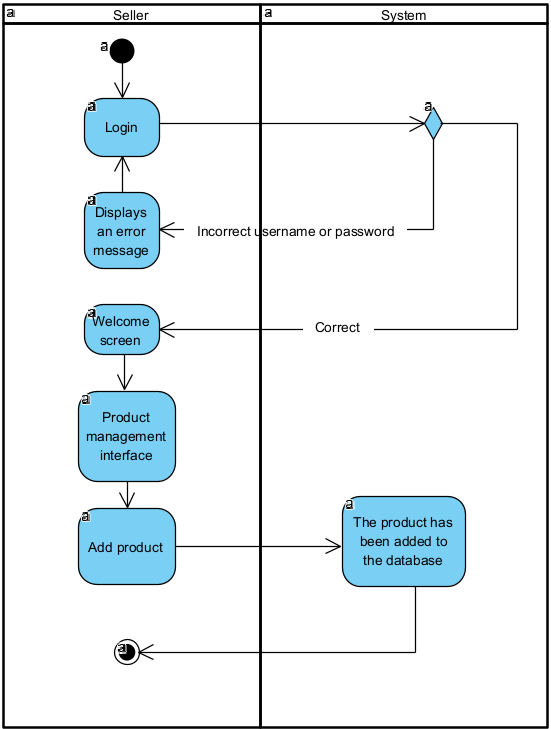 a Seller
a System
a
a
a
Login
a
Displays
an error
message
Incorrect username or password
a
Welcome
screen
Correct
a
Product
management
interface
a
Add product
a
The product has
been added to
the database
a